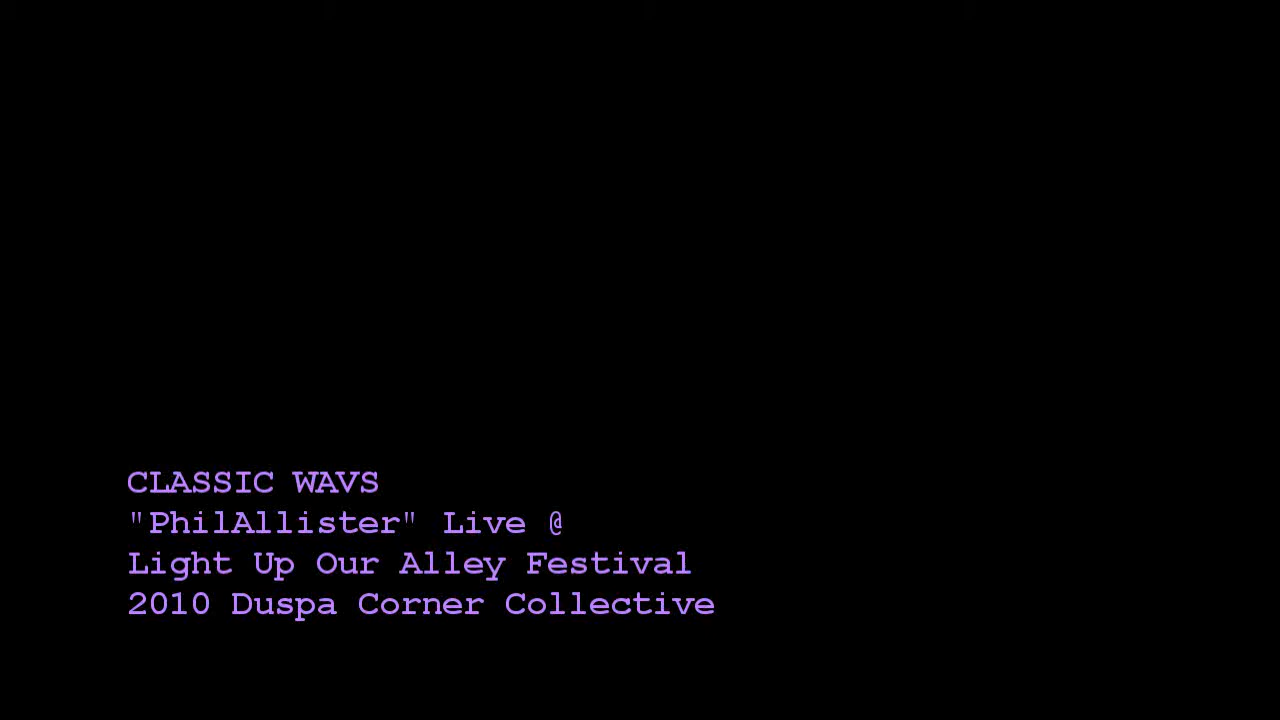 CLASSIC WAVS
"PhilAllister" Live @
Light Up Our Alley Festival
2010 Duspa Corner Collective